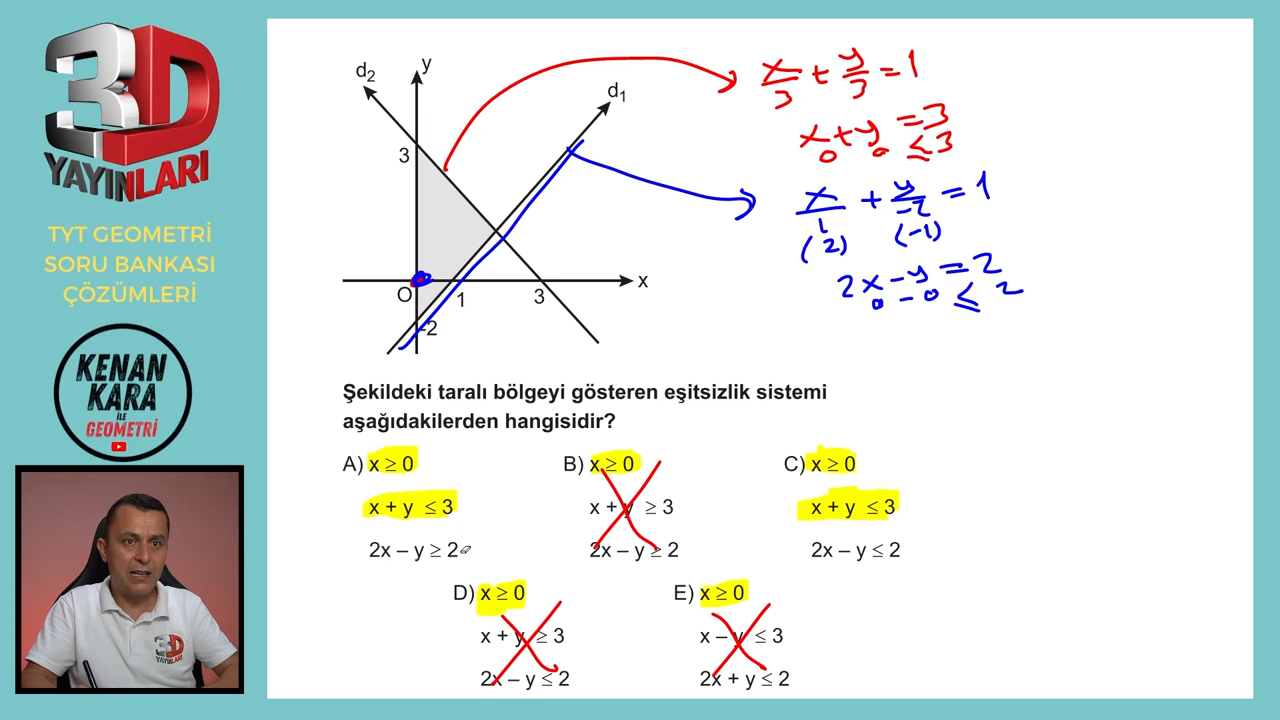 3D
YAYINLARI
TYT GEOMETRİ
SORU BANKASI
ÇÖZÜMLERİ
KENAN
KARA
İLE
GEOMETRİ
3D
YAYINLARI
d₂
y
d₁
3
O
1
3
x
-2
x/3 + y/3 = 1
x + y = 3
0 0 ≤ 3
x/1 + y/-2 = 1
(2) (-1)
2x - y = 2
0 - 0 ≤ 2
Şekildeki taralı bölgeyi gösteren eşitsizlik sistemi
aşağıdakilerden hangisidir?
A) x ≥ 0
x + y ≤ 3
2x – y ≥ 2
B) x ≥ 0
x + y ≥ 3
2x – y ≥ 2
C) x ≥ 0
x + y ≤ 3
2x – y ≤ 2
D) x ≥ 0
x + y ≥ 3
2x – y ≤ 2
E) x ≥ 0
x – y ≤ 3
2x + y ≤ 2